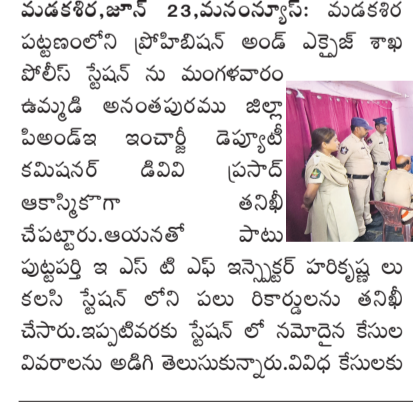 మడకశిర,జూన్ 23,మనంన్యూస్: మడకశిర
పట్టణంలోని ప్రోహిబిషన్ అండ్ ఎక్సైజ్ శాఖ
పోలీస్ స్టేషన్ ను మంగళవారం
ఉమ్మడి అనంతపురము జిల్లా
పిఅండ్ఇ ఇంచార్జీ డెప్యూటీ
కమిషనర్ డివివి ప్రసాద్
ఆకాస్మికొగా తనిఖీ
చేపట్టారు.ఆయనతో పాటు
పుట్టపర్తి ఇ ఎస్ టి ఎఫ్ ఇన్స్పెక్టర్ హరికృష్ణ లు
కలసి స్టేషన్ లోని పలు రికార్డులను తనిఖీ
చేసారు.ఇప్పటివరకు స్టేషన్ లో నమోదైన కేసుల
వివరాలను అడిగి తెలుసుకున్నారు.వివిధ కేసులకు